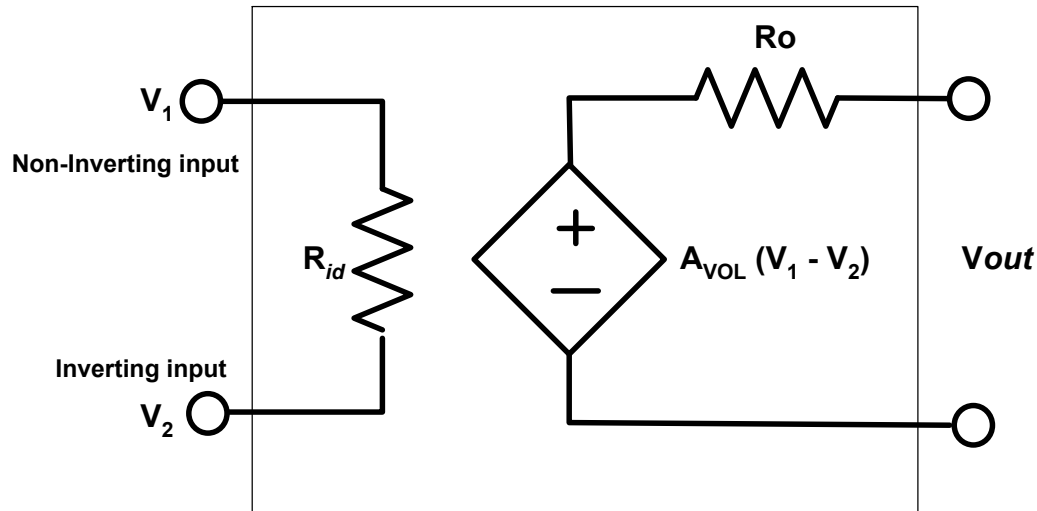 Ro
V1
Non-Inverting input
Rid
+
−
AVOL (V1 - V2)
Vout
Inverting input
V2